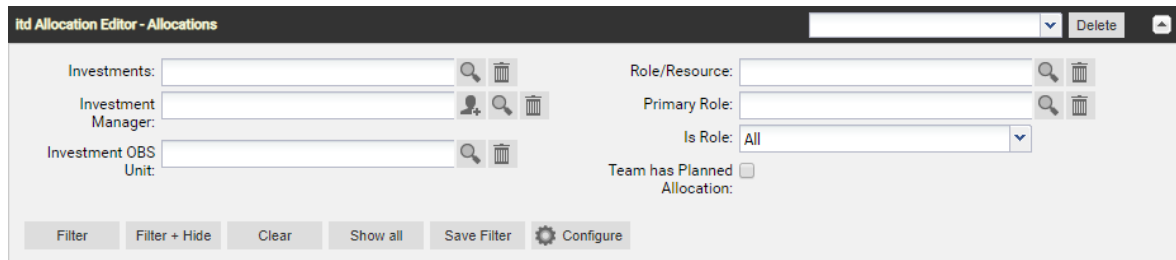 itd Allocation Editor - Allocations
Delete
Investments:
Role/Resource:
Investment
Manager:
Primary Role:
Is Role: All
Investment OBS
Unit:
Team has Planned
Allocation:
Filter
Filter + Hide
Clear
Show all
Save Filter
Configure